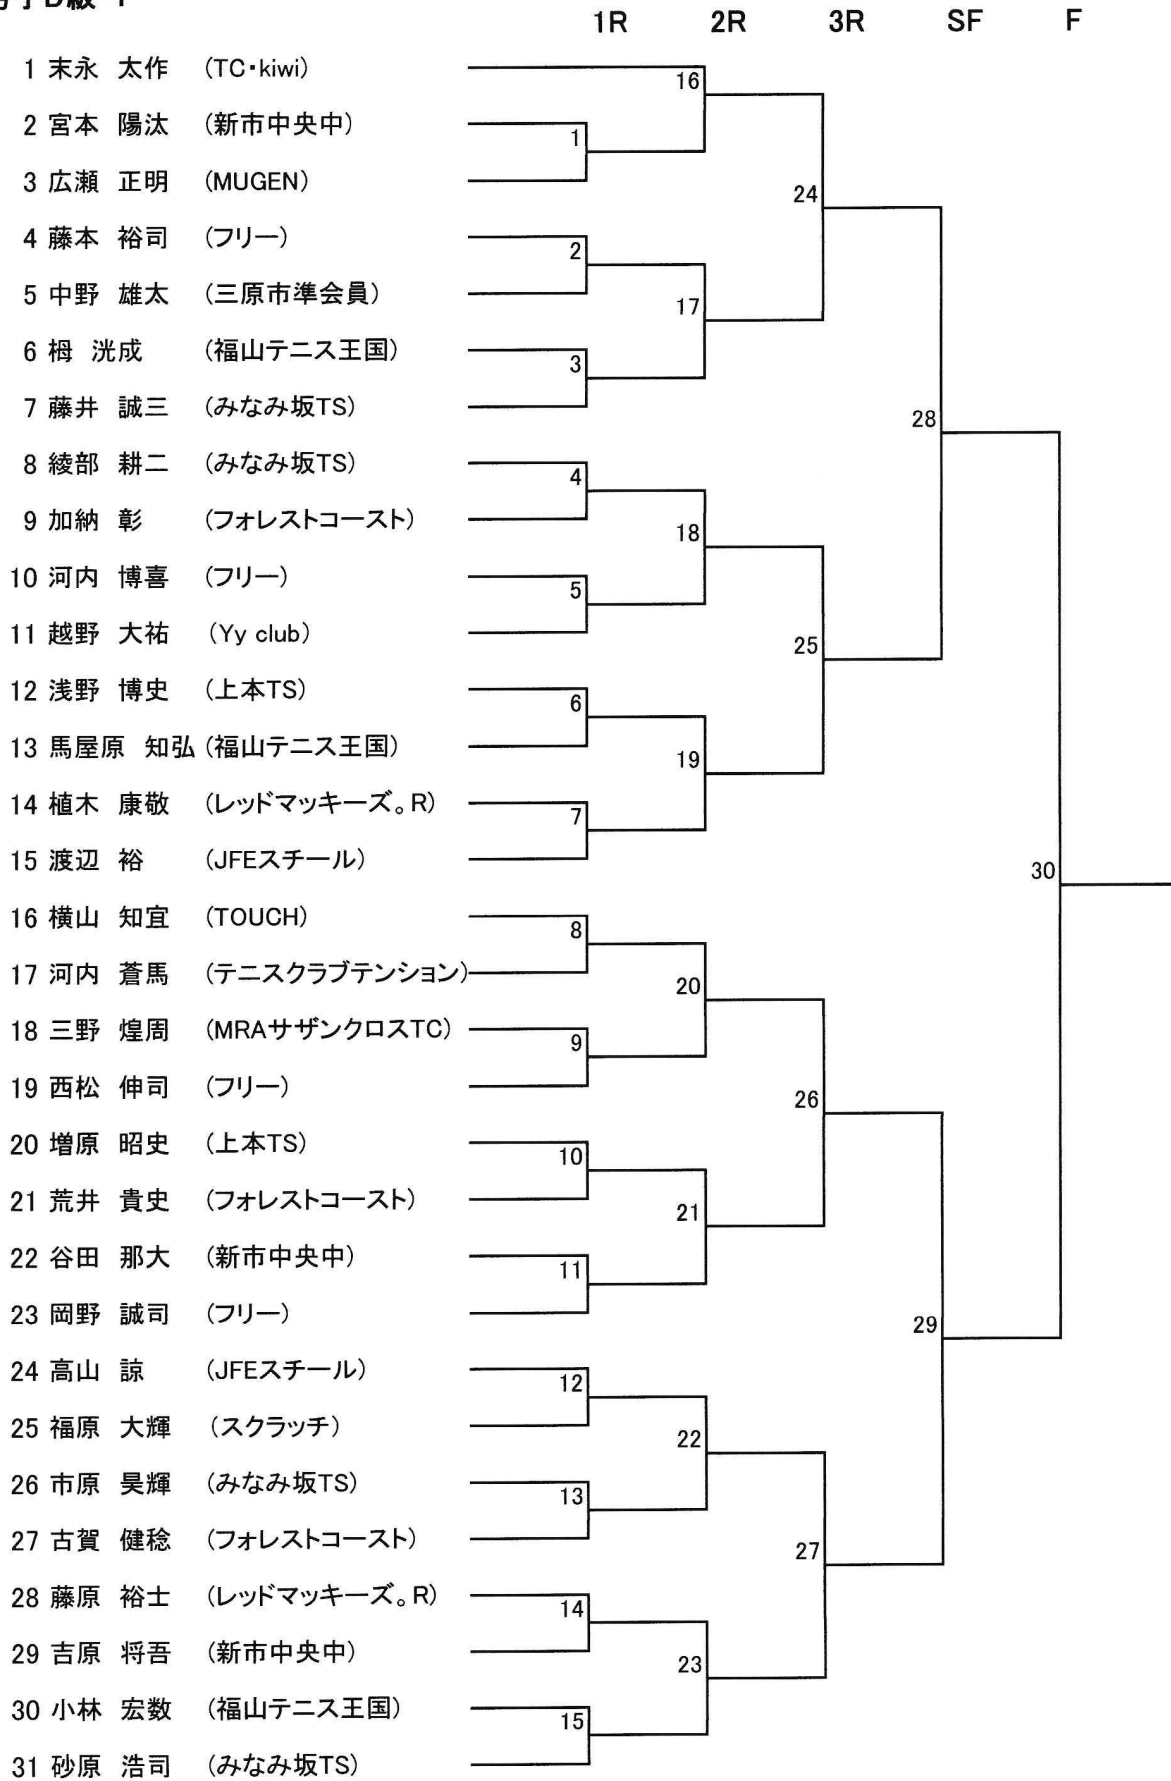 男子D級 1
1R 2R 3R SF F
1 末永 太作 (TC・kiwi)
16
2 宮本 陽汰 (新市中央中)
1
3 広瀬 正明 (MUGEN)
24
4 藤本 裕司 (フリー)
2
5 中野 雄太 (三原市準会員)
17
6 栂 洸成 (福山テニス王国)
3
7 藤井 誠三 (みなみ坂TS)
28
8 綾部 耕二 (みなみ坂TS)
4
9 加納 彰 (フォレストコースト)
18
10 河内 博喜 (フリー)
5
11 越野 大祐 (Yy club)
25
12 浅野 博史 (上本TS)
6
13 馬屋原 知弘 (福山テニス王国)
19
14 植木 康敬 (レッドマッキーズ。R)
7
15 渡辺 裕 (JFEスチール)
30
16 横山 知宜 (TOUCH)
8
17 河内 蒼馬 (テニスクラブテンション)
20
18 三野 煌周 (MRAサザンクロスTC)
9
19 西松 伸司 (フリー)
26
20 増原 昭史 (上本TS)
10
21 荒井 貴史 (フォレストコースト)
21
22 谷田 那大 (新市中央中)
11
23 岡野 誠司 (フリー)
29
24 高山 諒 (JFEスチール)
12
25 福原 大輝 (スクラッチ)
22
26 市原 昊輝 (みなみ坂TS)
13
27 古賀 健稔 (フォレストコースト)
27
28 藤原 裕士 (レッドマッキーズ。R)
14
29 吉原 将吾 (新市中央中)
23
30 小林 宏数 (福山テニス王国)
15
31 砂原 浩司 (みなみ坂TS)